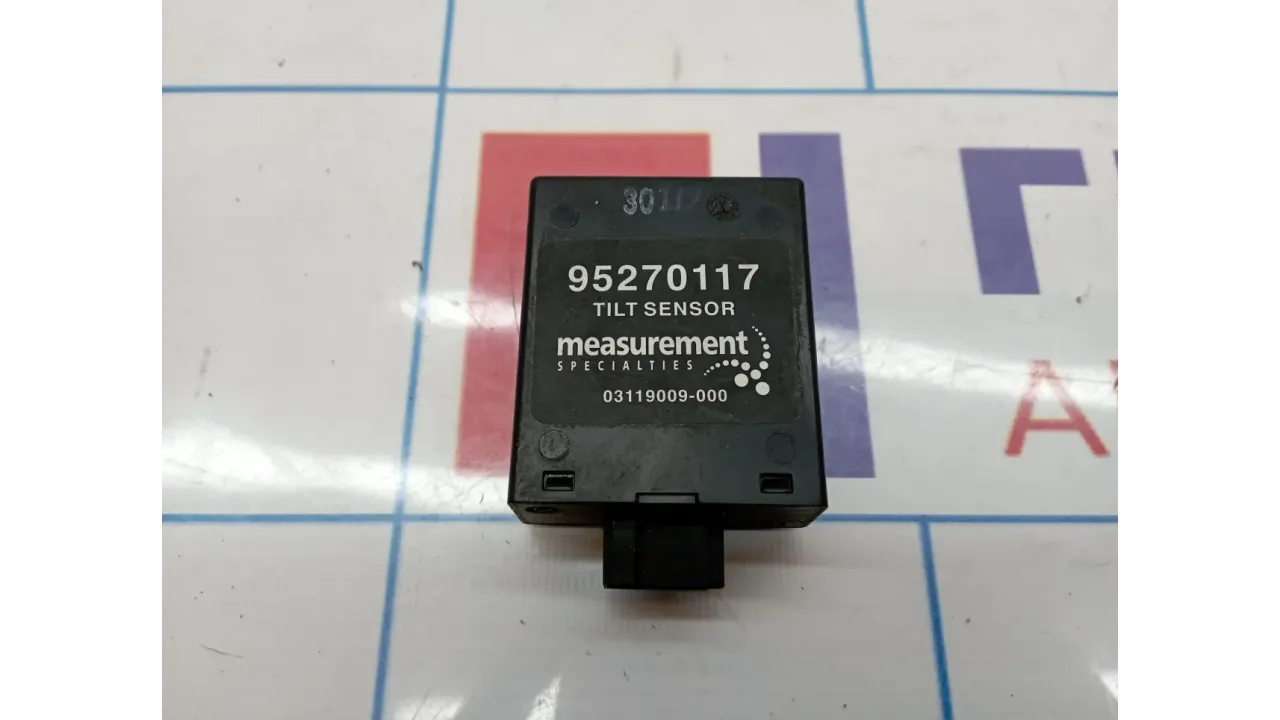 95270117
TILT SENSOR
measurement
SPECIALTIES
03119009-000